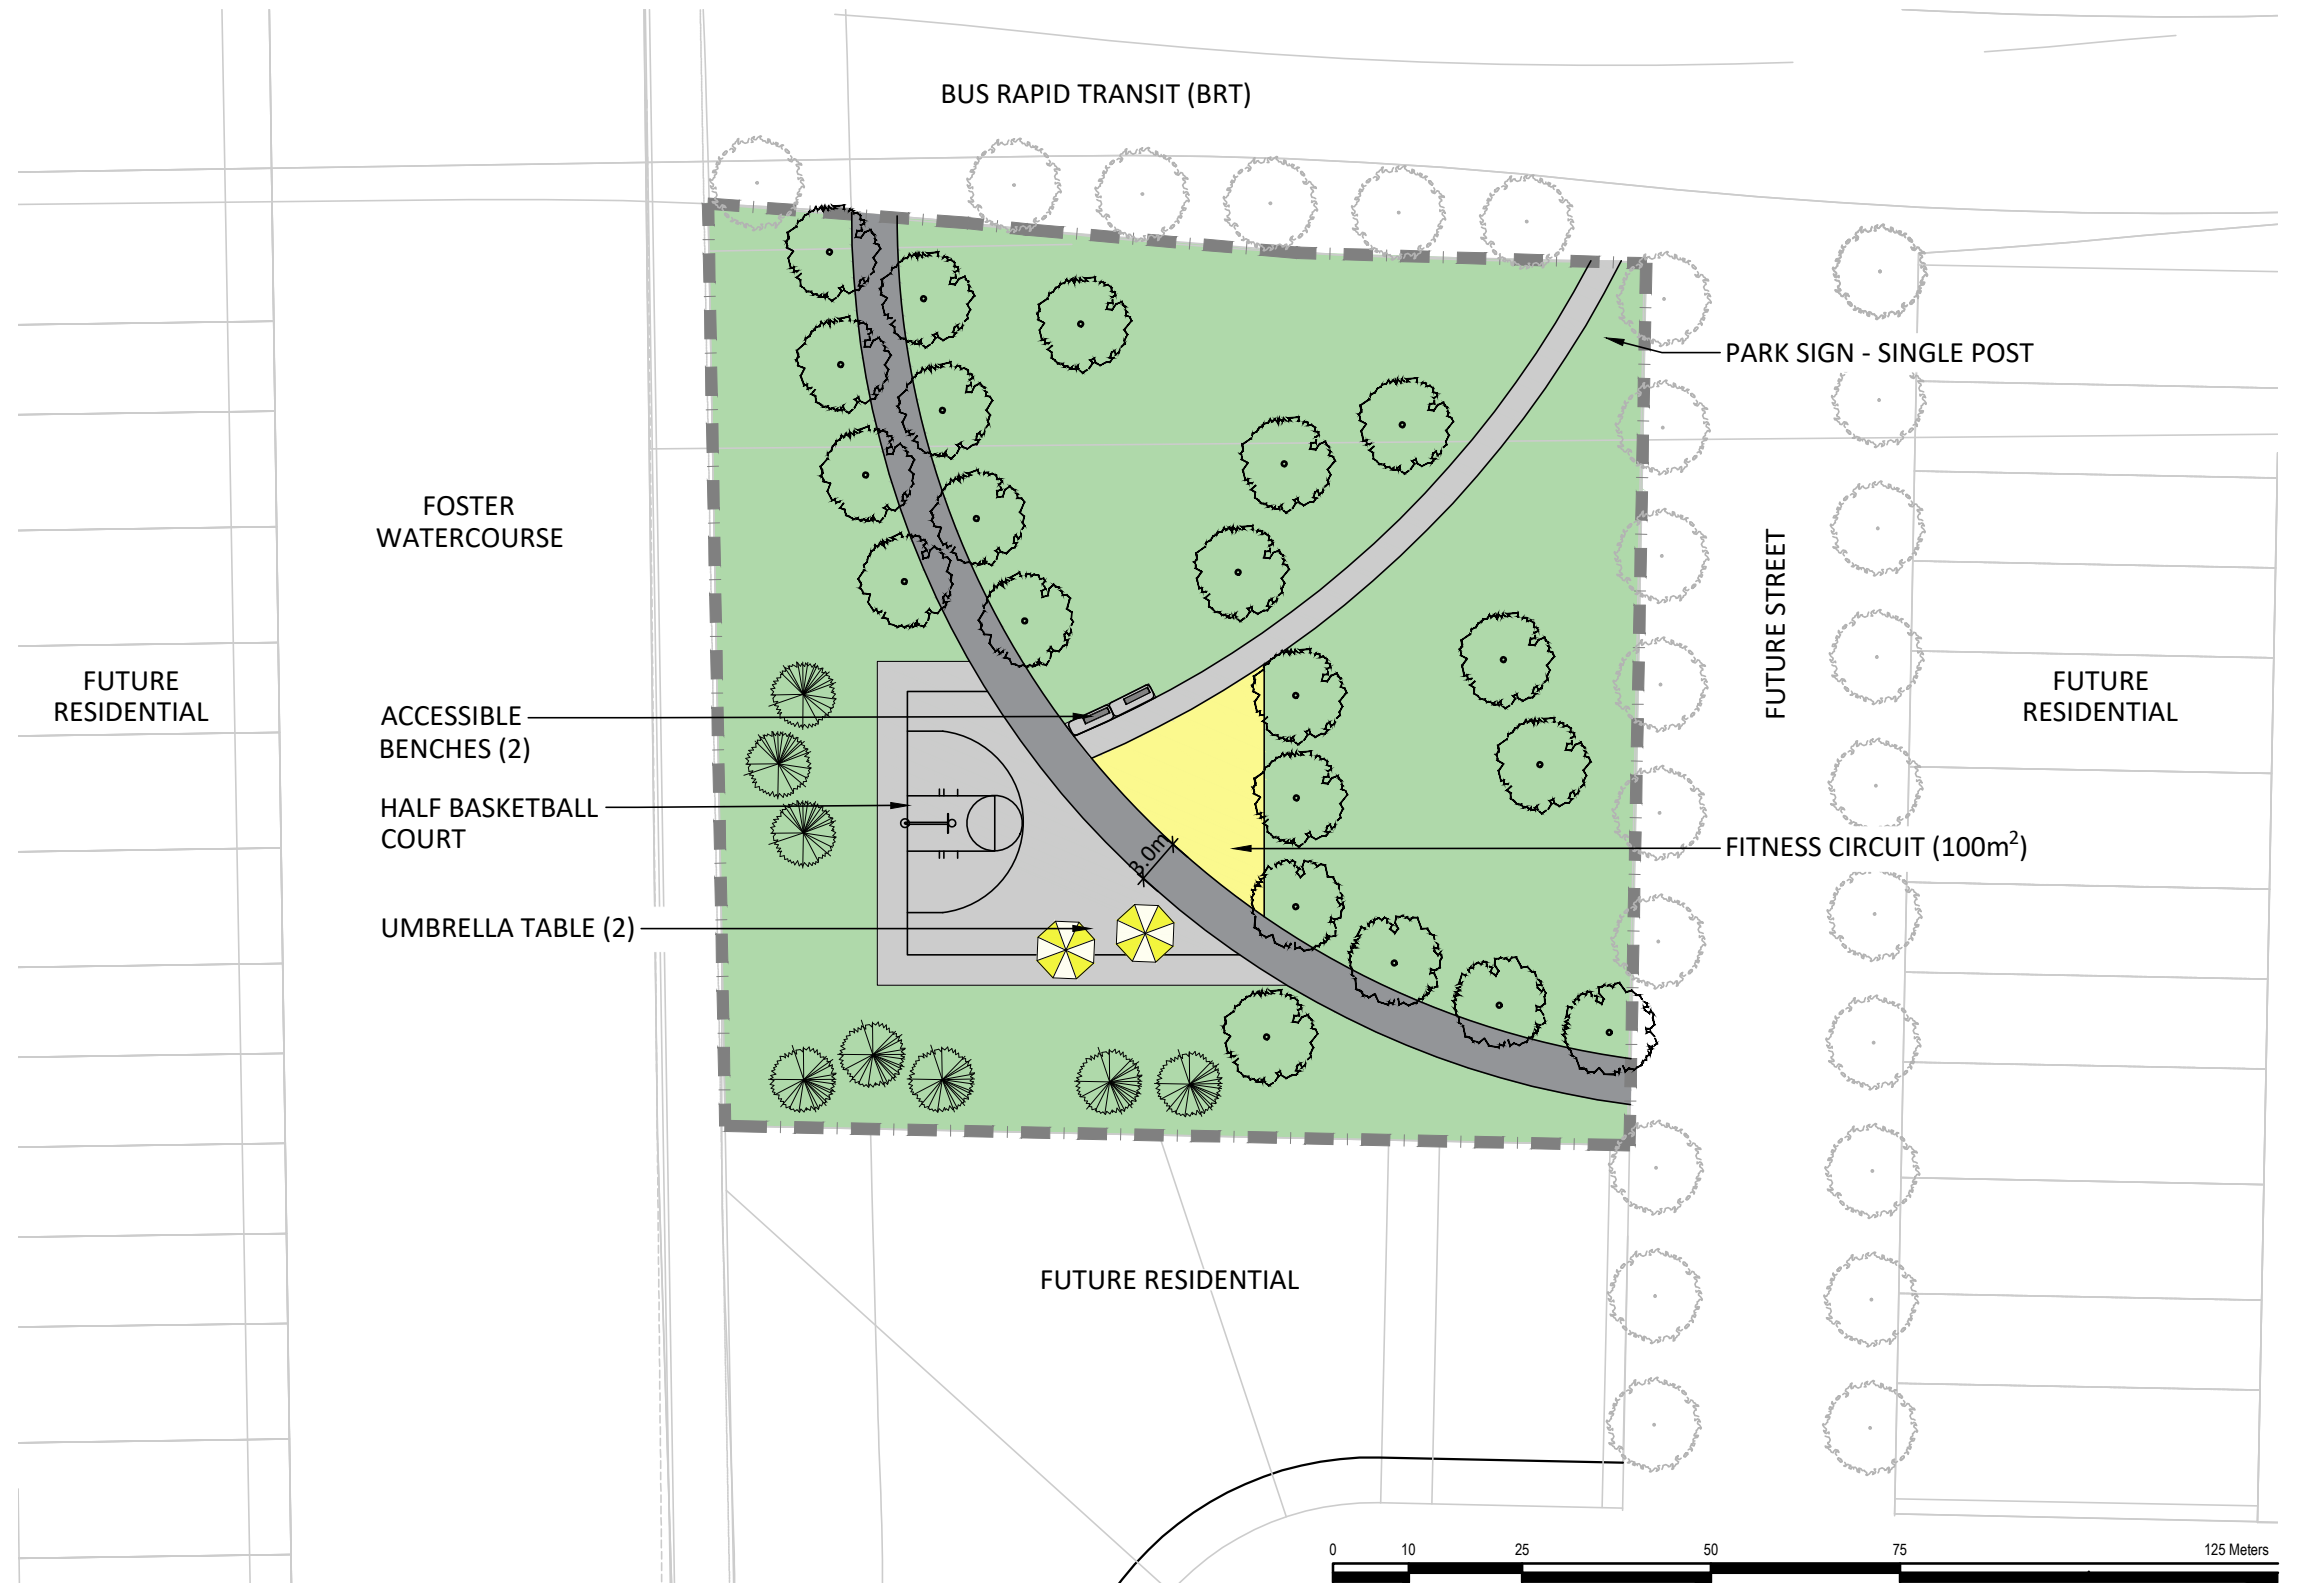 BUS RAPID TRANSIT (BRT)
PARK SIGN - SINGLE POST
FOSTER
WATERCOURSE
FUTURE STREET
FUTURE
RESIDENTIAL
FUTURE
RESIDENTIAL
ACCESSIBLE
BENCHES (2)
HALF BASKETBALL
COURT
3.0m
FITNESS CIRCUIT (100m²)
UMBRELLA TABLE (2)
FUTURE RESIDENTIAL
0 10 25 50 75 125 Meters